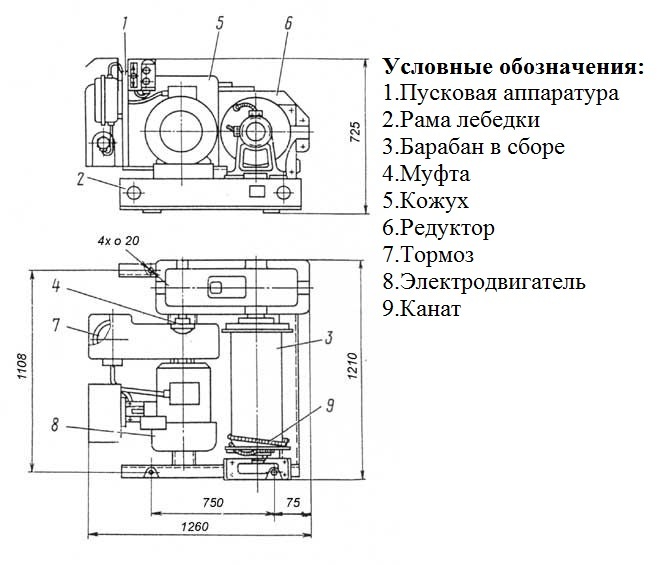 1
5
6
Условные обозначения:
1.Пусковая аппаратура
2.Рама лебедки
3.Барабан в сборе
4.Муфта
5.Кожух
6.Редуктор
7.Тормоз
8.Электродвигатель
9.Канат
725
2
4х о 20
4
7
3
1108
1210
9
8
750
75
1260